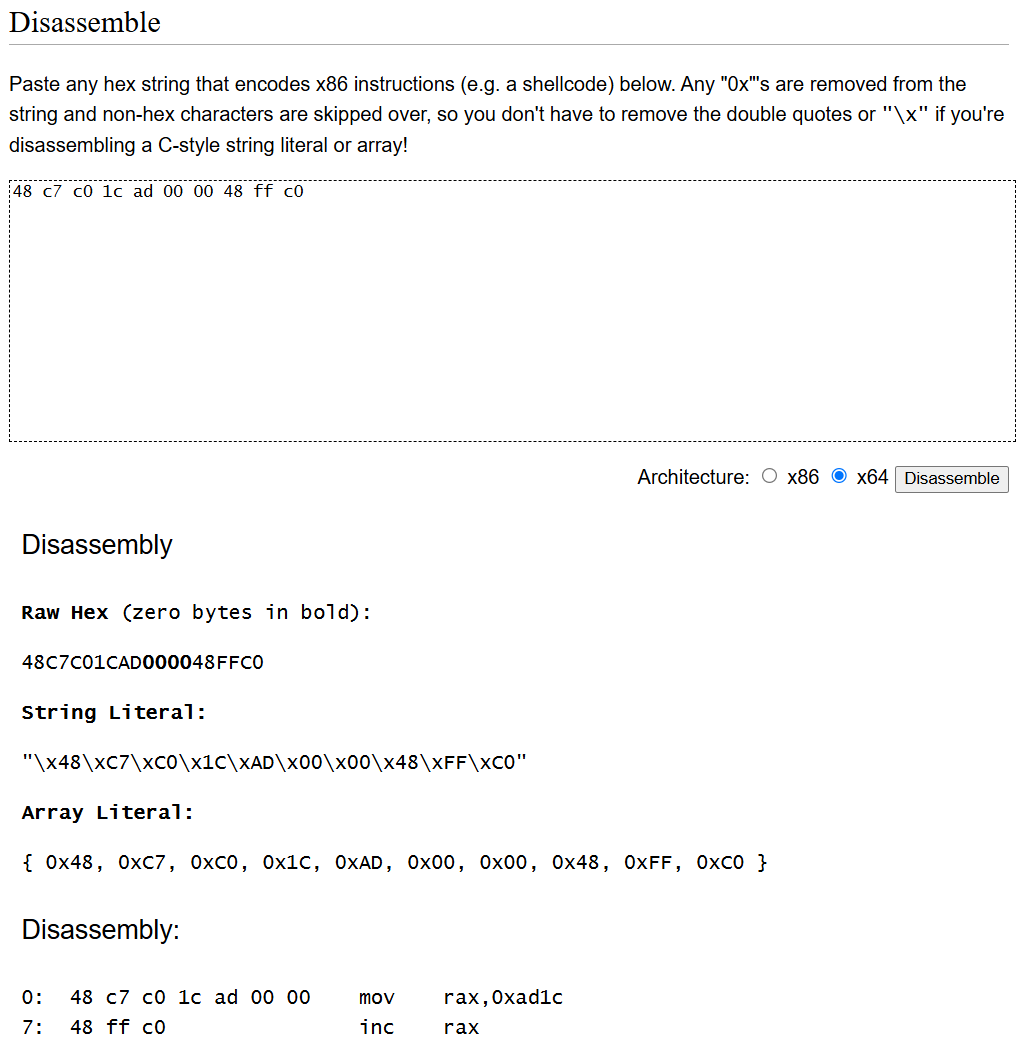 Disassemble
Paste any hex string that encodes x86 instructions (e.g. a shellcode) below. Any "0x"'s are removed from the
string and non-hex characters are skipped over, so you don't have to remove the double quotes or "\x" if you're
disassembling a C-style string literal or array!
48 c7 c0 1c ad 00 00 48 ff c0
Architecture: x86 x64 Disassemble
Disassembly
Raw Hex (zero bytes in bold):
48C7C01CAD000048FFC0
String Literal:
"\x48\xC7\xC0\x1C\xAD\x00\x00\x48\xFF\xC0"
Array Literal:
{ 0x48, 0xC7, 0xC0, 0x1C, 0xAD, 0x00, 0x00, 0x48, 0xFF, 0xC0 }
Disassembly:
0:  48 c7 c0 1c ad 00 00    mov    rax,0xad1c
7:  48 ff c0                inc    rax